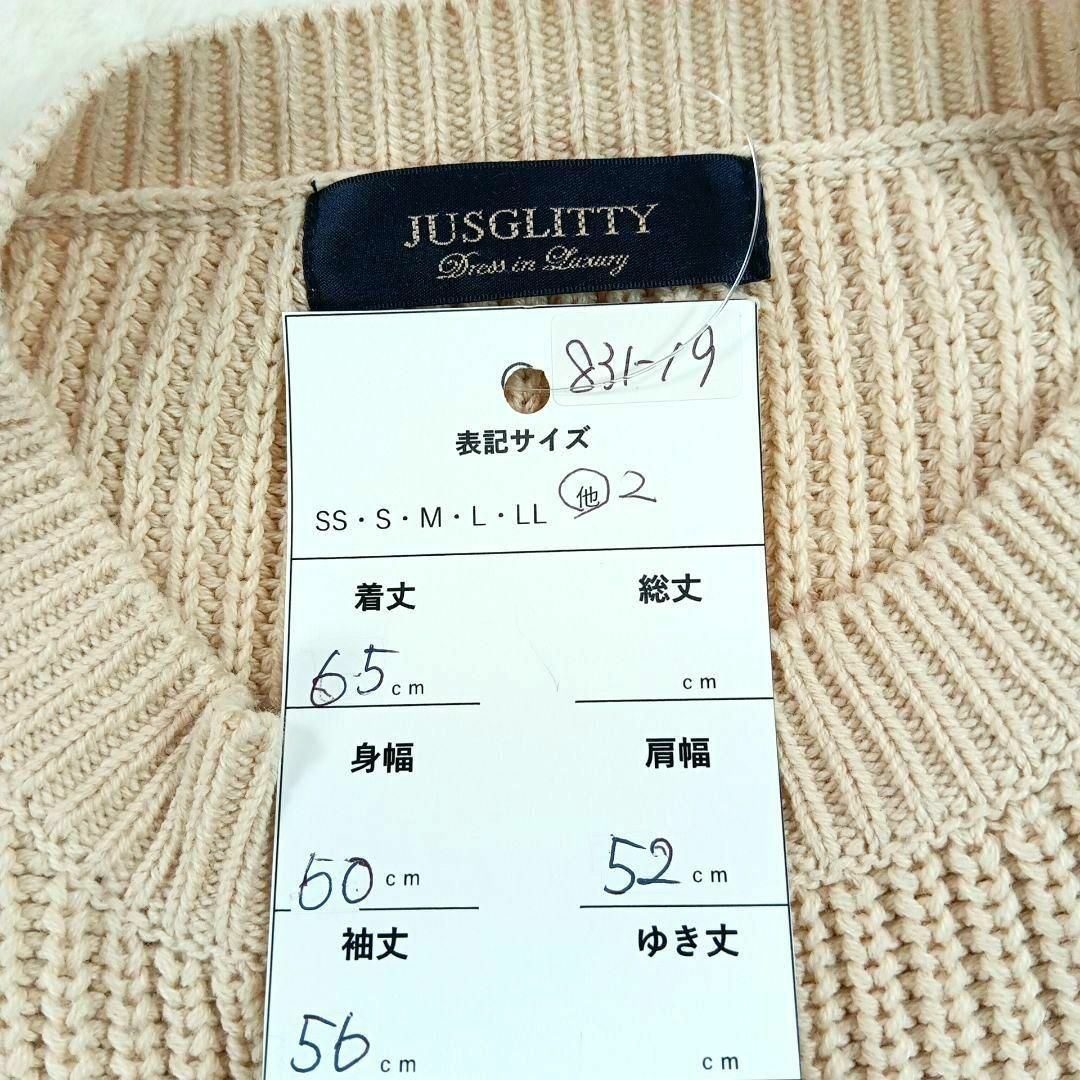 JUSGLITTY
Dress in Luxury
831-19
表記サイズ
SS・S・M・L・LL 他 2
着丈 総丈
65cm cm
身幅 肩幅
50cm 52cm
袖丈 ゆき丈
56cm cm